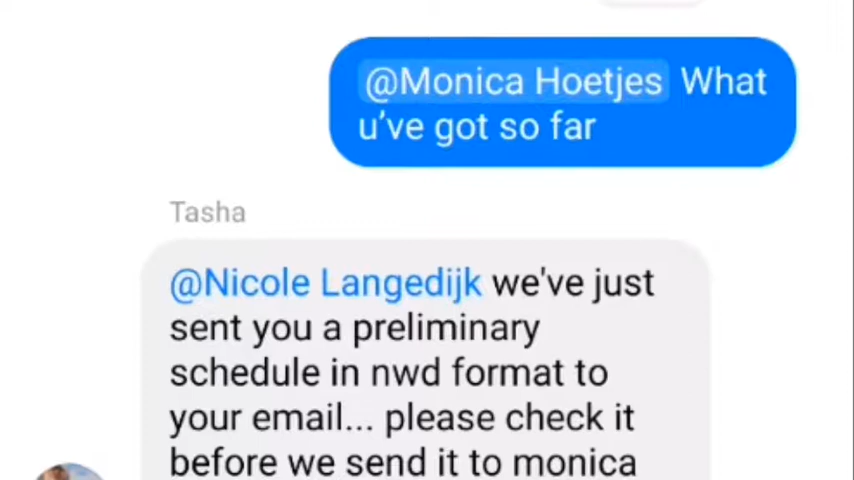 @Monica Hoetjes What
u’ve got so far
Tasha
@Nicole Langedijk we've just
sent you a preliminary
schedule in nwd format to
your email... please check it
before we send it to monica